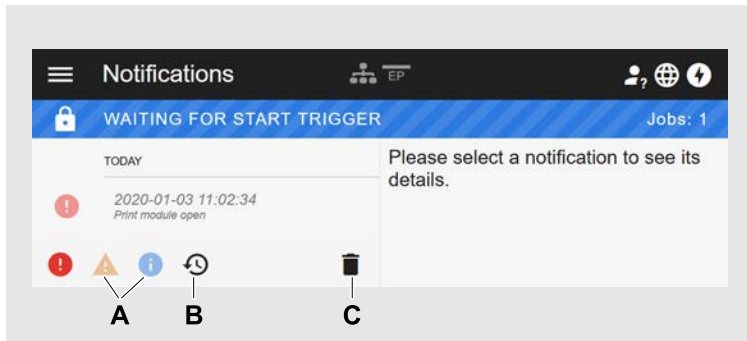 Notifications
EP
?
WAITING FOR START TRIGGER
Jobs: 1
TODAY
Please select a notification to see its
details.
2020-01-03 11:02:34
Print module open
A
B
C